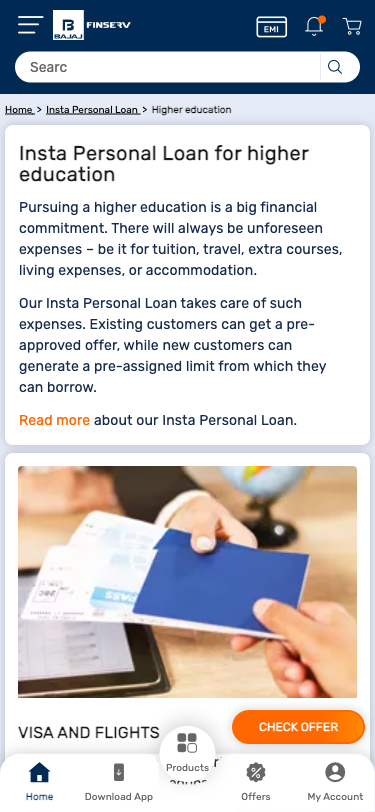 B
BAJAJ
FINSERV
EMI
Searc
Home > Insta Personal Loan > Higher education
Insta Personal Loan for higher
education
Pursuing a higher education is a big financial
commitment. There will always be unforeseen
expenses – be it for tuition, travel, extra courses,
living expenses, or accommodation.
Our Insta Personal Loan takes care of such
expenses. Existing customers can get a pre-
approved offer, while new customers can
generate a pre-assigned limit from which they
can borrow.
Read more about our Insta Personal Loan.
PASS
VISA AND FLIGHTS
CHECK OFFER
Home
Download App
Products
Offers
My Account